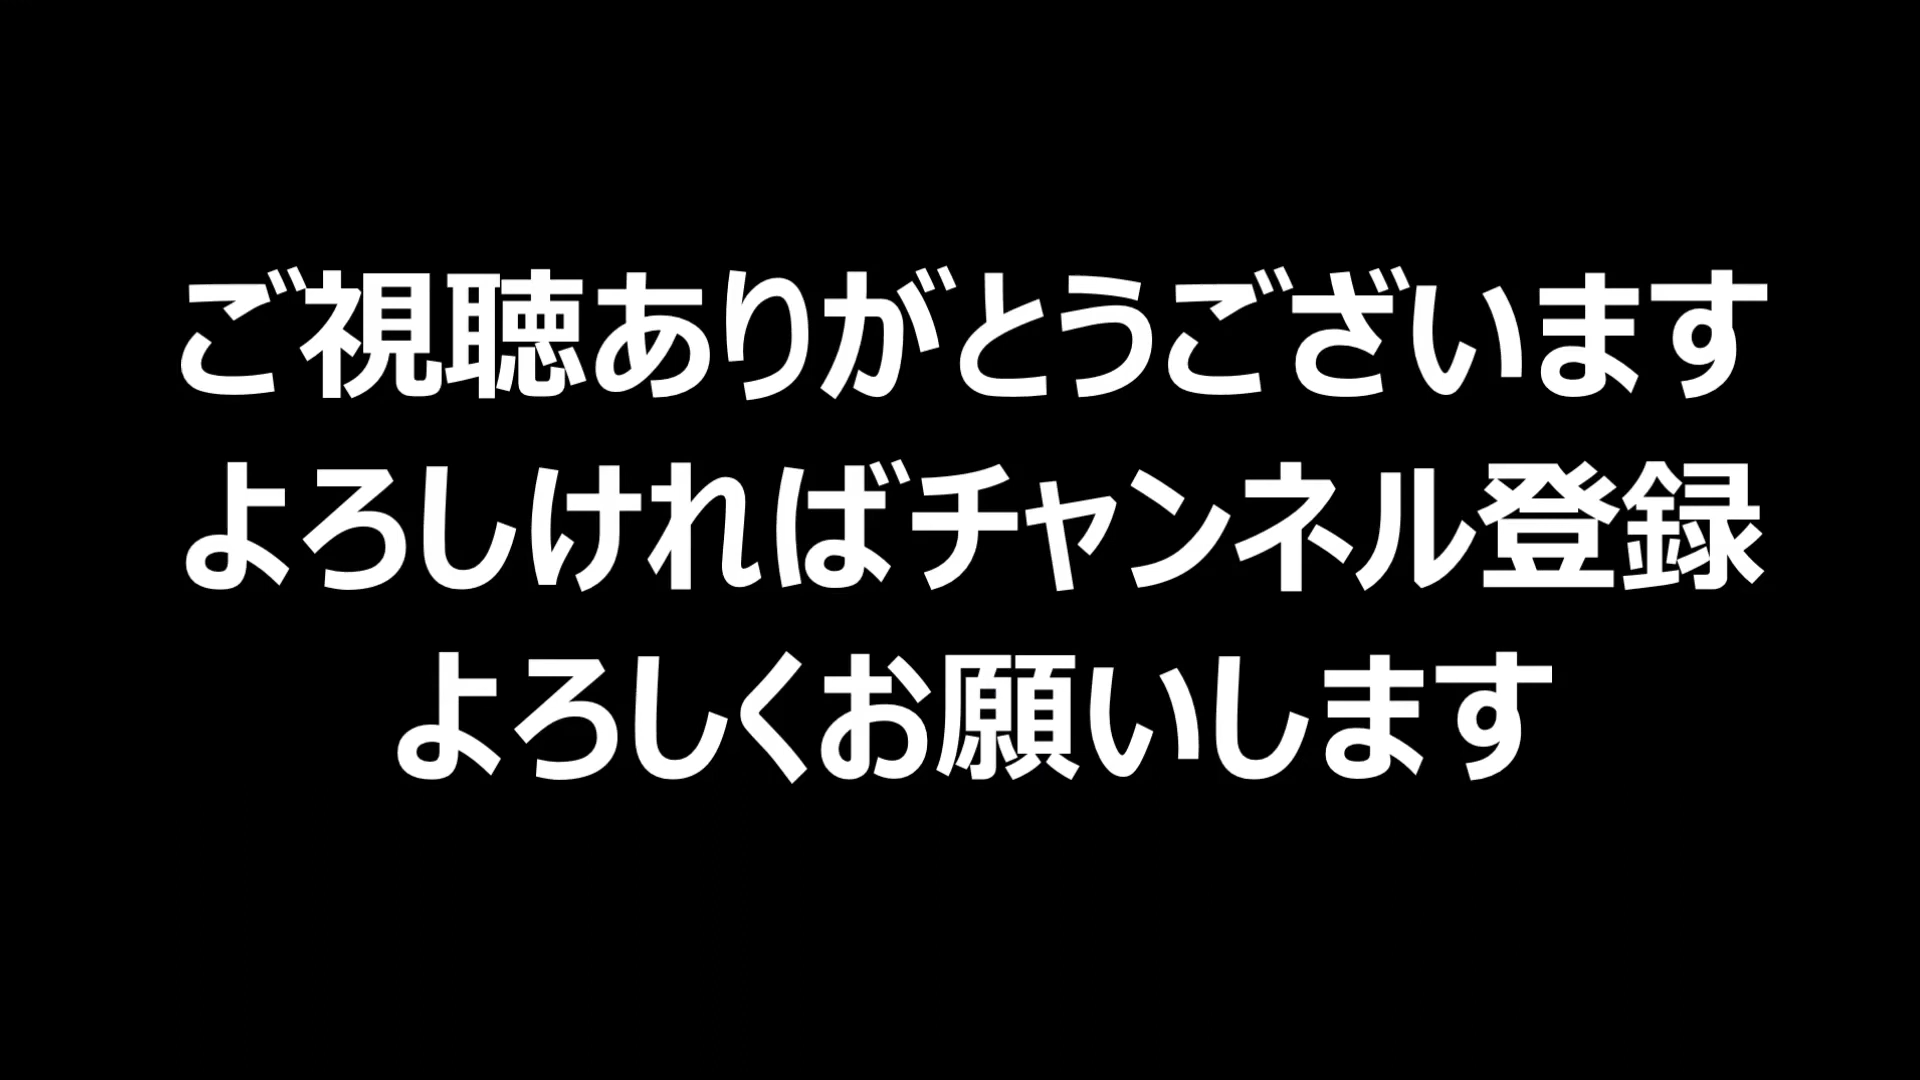 ご視聴ありがとうございます
よろしければチャンネル登録
よろしくお願いします